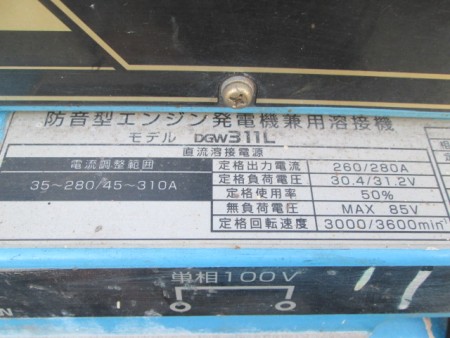 防音型エンジン発電機兼用溶接機
モデル DGW311L
直流溶接電源
電流調整範囲
35～280/45～310A
定格出力電流 260/280A
定格負荷電圧 30.4/31.2V
定格使用率 50%
無負荷電圧 MAX 85V
定格回転速度 3000/3600min⁻¹
単相100V